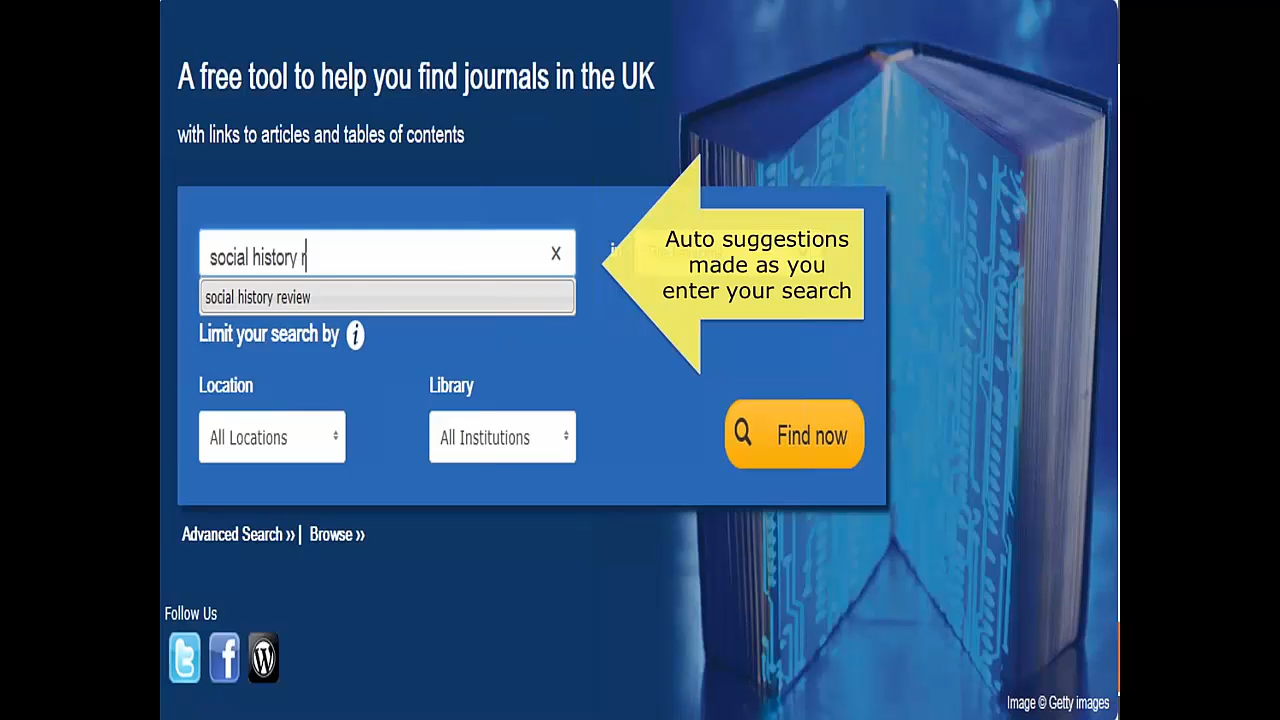 A free tool to help you find journals in the UK
with links to articles and tables of contents
social history r
X
social history review
Auto suggestions
made as you
enter your search
Limit your search by i
Location
Library
All Locations
All Institutions
Find now
Advanced Search »| Browse »
Follow Us
Image © Getty images